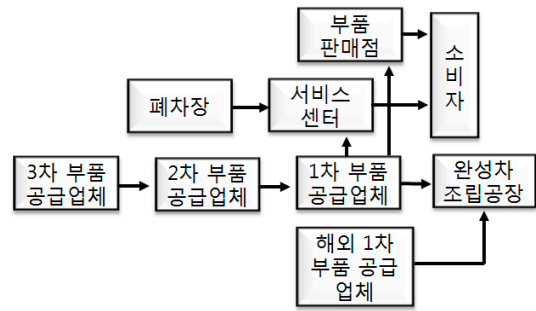 부품
판매점
소
비
자
폐차장
서비스
센터
3차 부품
공급업체
2차 부품
공급업체
1차 부품
공급업체
완성차
조립공장
해외 1차
부품 공급
업체